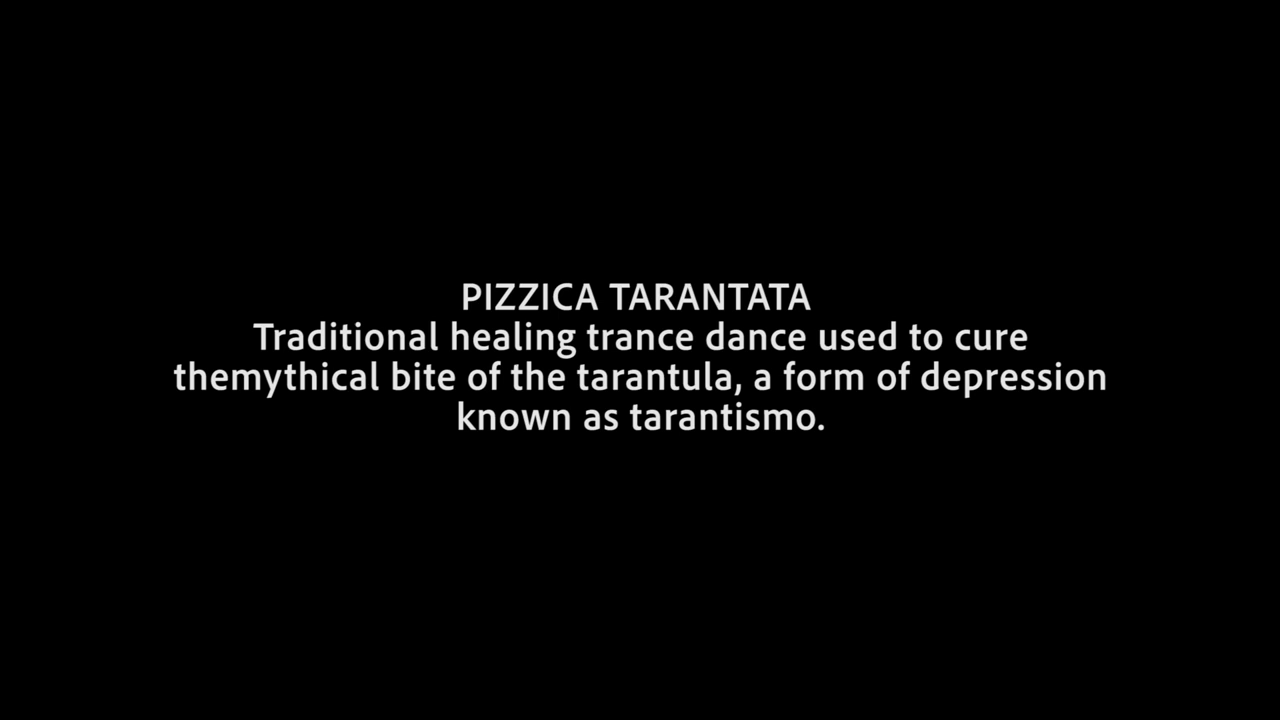 PIZZICA TARANTATA
Traditional healing trance dance used to cure
themythical bite of the tarantula, a form of depression
known as tarantismo.